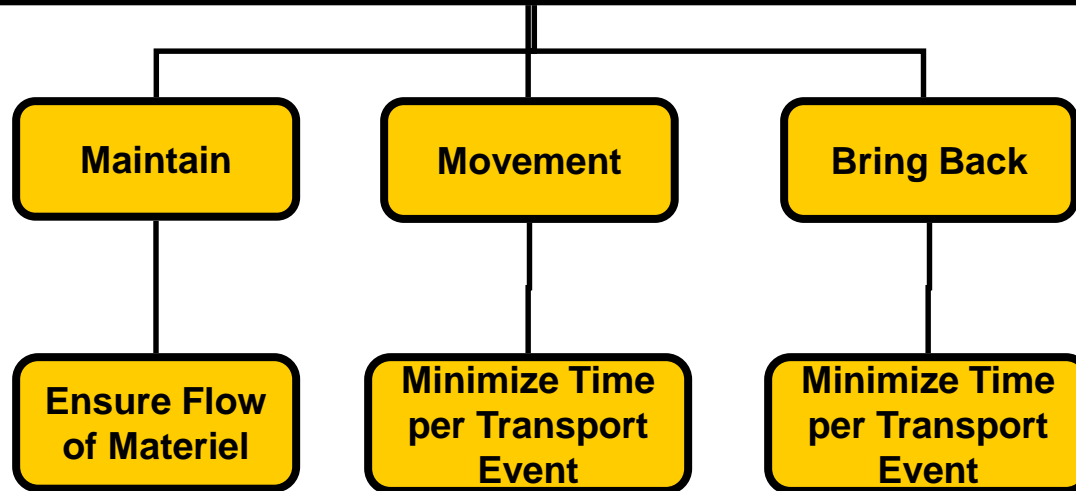 Maintain
Movement
Bring Back
Ensure Flow
of Materiel
Minimize Time
per Transport
Event
Minimize Time
per Transport
Event